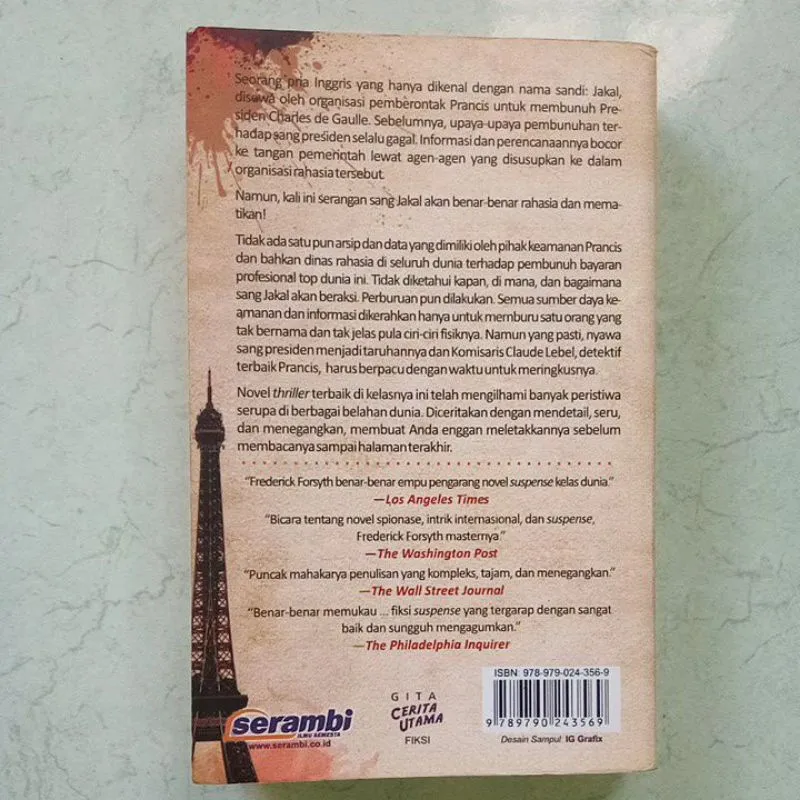 Seorang pria Inggris yang hanya dikenal dengan nama sandi: Jakal,
disewa oleh organisasi pemberontak Prancis untuk membunuh Pre-
siden Charles de Gaulle. Sebelumnya, upaya-upaya pembunuhan ter-
hadap sang presiden selalu gagal. Informasi dan perencanaannya bocor
ke tangan pemerintah lewat agen-agen yang disusupkan ke dalam
organisasi rahasia tersebut.
Namun, kali ini serangan sang Jakal akan benar-benar rahasia dan mema-
tikan!
Tidak ada satu pun arsip dan data yang dimiliki oleh pihak keamanan Prancis
dan bahkan dinas rahasia di seluruh dunia terhadap pembunuh bayaran
profesional top dunia ini. Tidak diketahui kapan, di mana, dan bagaimana
sang Jakal akan beraksi. Perburuan pun dilakukan. Semua sumber daya ke-
amanan dan informasi dikerahkan hanya untuk memburu satu orang yang
tak bernama dan tak jelas pula ciri-ciri fisiknya. Namun yang pasti, nyawa
sang presiden menjadi taruhannya dan Komisaris Claude Lebel, detektif
terbaik Prancis, harus berpacu dengan waktu untuk meringkusnya.
Novel thriller terbaik di kelasnya ini telah mengilhami banyak peristiwa
serupa di berbagai belahan dunia. Diceritakan dengan mendetail, seru,
dan menegangkan, membuat Anda enggan meletakkannya sebelum
membacanya sampai halaman terakhir.
"Frederick Forsyth benar-benar empu pengarang novel suspense kelas dunia."
—Los Angeles Times
"Bicara tentang novel spionase, intrik internasional, dan suspense,
Frederick Forsyth masternya."
—The Washington Post
"Puncak mahakarya penulisan yang kompleks, tajam, dan menegangkan."
—The Wall Street Journal
"Benar-benar memukau ... fiksi suspense yang tergarap dengan sangat
baik dan sungguh mengagumkan."
—The Philadelphia Inquirer
ISBN: 978-979-024-356-9
9 789790 243569
Desain Sampul: IG Grafix
serambi
ILMU SEMESTA
www.serambi.co.id
GITA
CERITA
UTAMA
FIKSI